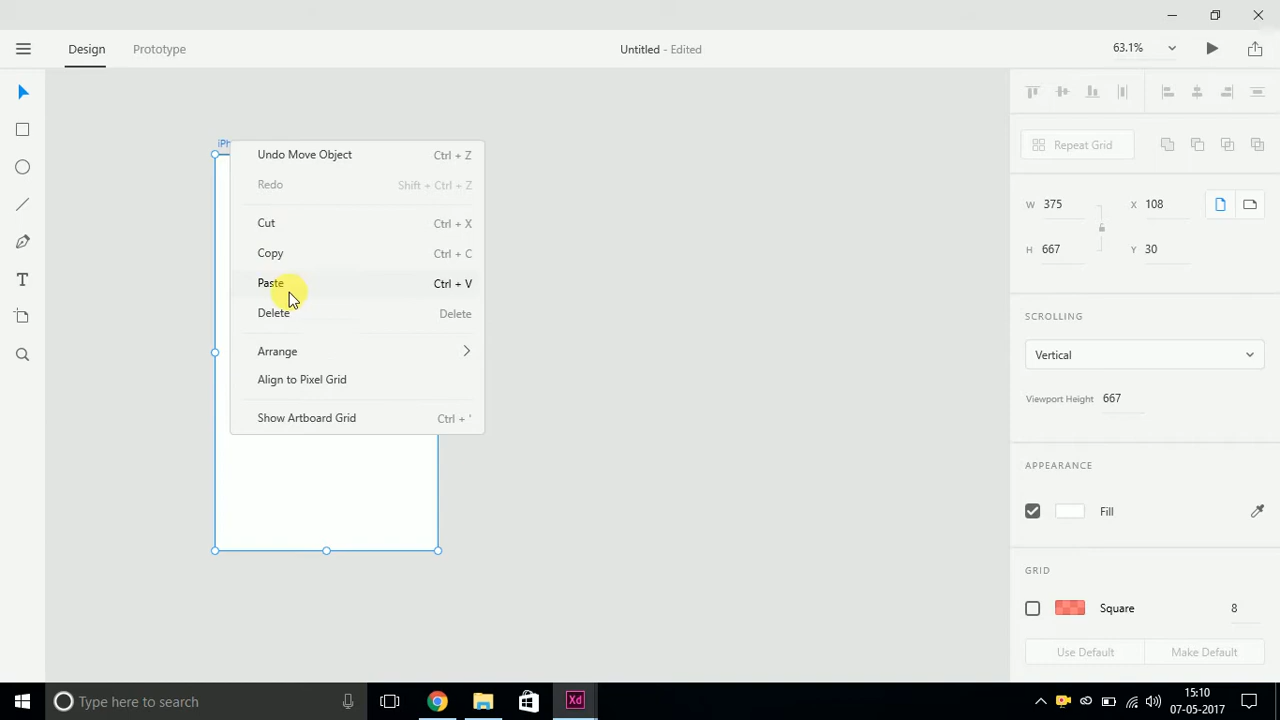 Design
Prototype
Untitled - Edited
63.1%
Undo Move Object Ctrl + Z
Redo Shift + Ctrl + Z
Cut Ctrl + X
Copy Ctrl + C
Paste Ctrl + V
Delete Delete
Arrange
Align to Pixel Grid
Show Artboard Grid Ctrl + '
Repeat Grid
W 375 X 108
H 667 Y 30
SCROLLING
Vertical
Viewport Height 667
APPEARANCE
Fill
GRID
Square 8
Use Default Make Default
Type here to search
Xd
15:10
07-05-2017